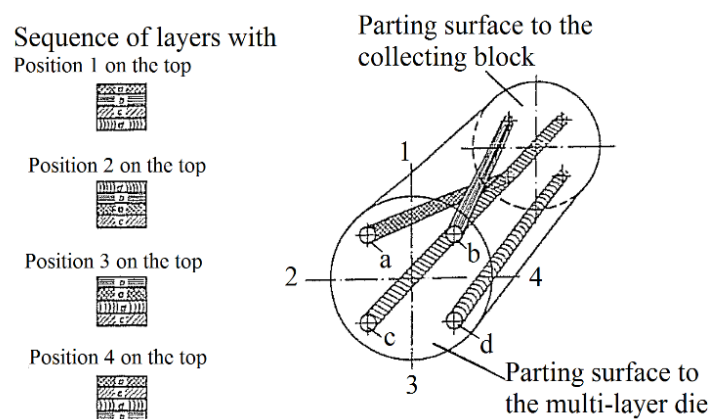 Sequence of layers with
Position 1 on the top
Position 2 on the top
Position 3 on the top
Position 4 on the top
Parting surface to the
collecting block
1
a
b
2
4
c
d
3
Parting surface to
the multi-layer die